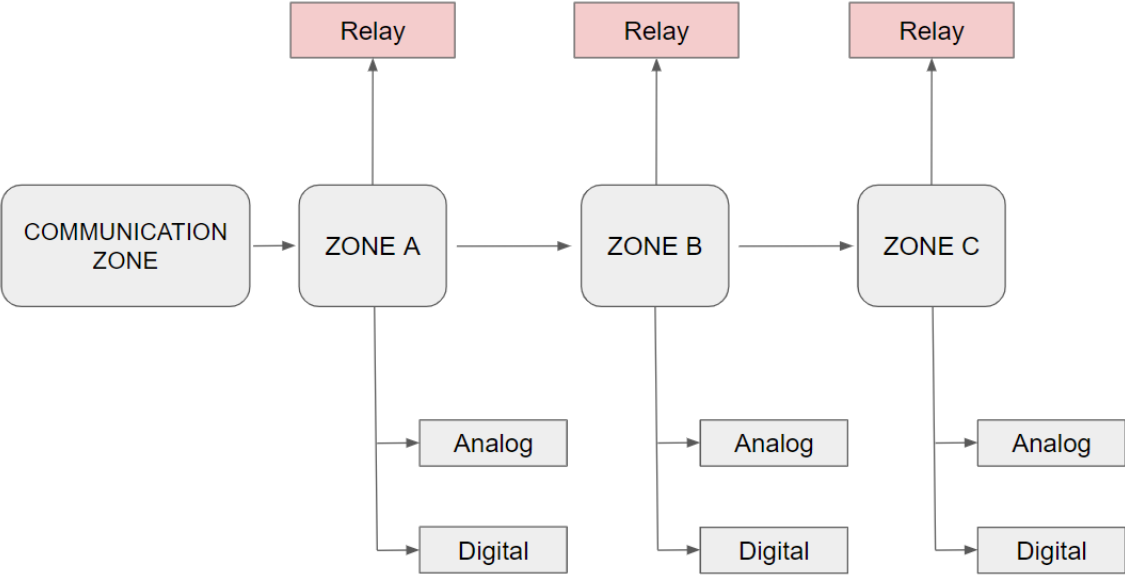 Relay
Relay
Relay
COMMUNICATION
ZONE
ZONE A
ZONE B
ZONE C
Analog
Analog
Analog
Digital
Digital
Digital